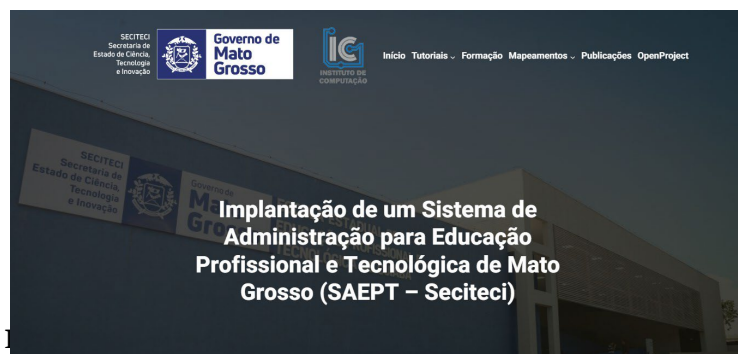 SECITECI
Secretaria de
Estado de Ciência,
Tecnologia
e Inovação
Governo de
Mato
Grosso
IC
INSTITUTO DE
COMPUTAÇÃO
Início Tutoriais Formação Mapeamentos Publicações OpenProject
SECITECI
Secretaria de
Estado de Ciência,
Tecnologia
e Inovação
Governo de
Implantação de um Sistema de
Administração para Educação
Profissional e Tecnológica de Mato
Grosso (SAEPT – Seciteci)